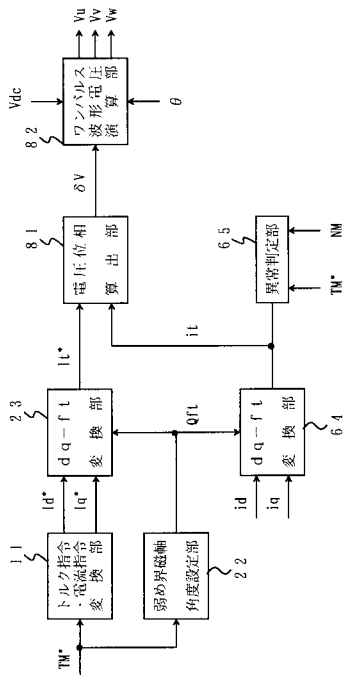 TM*
11
トルク指令
・電流指令
変換部
Id*
Iq*
23
dq-ft
変換部
It*
81
電圧位相
算出部
δV
82
ワンパルス
波形電圧
演算部
Vdc
θ
Vu
Vv
Vw
弱め界磁軸
角度設定部
22
Qft
it
id
iq
dq-ft
変換部
64
65
異常判定部
TM*
NM